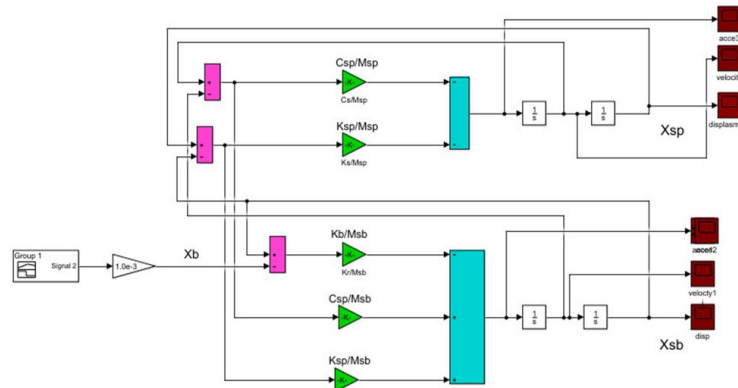 acce3
Csp/Msp
velocit
-K-
Cs/Msp
Ksp/Msp
1
s
1
s
displasm
Xsp
-K-
Ks/Msp
Kb/Msb
Xb
Group 1
Signal 2
1.0e-3
-K-
Kr/Msb
velocty1
Csp/Msb
-K-
1
s
1
s
disp
Xsb
Ksp/Msb
-K-